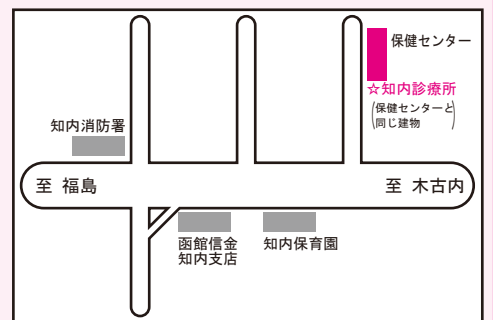 保健センター
☆知内診療所
(保健センターと
同じ建物)
知内消防署
至 福島
至 木古内
函館信金
知内支店
知内保育園